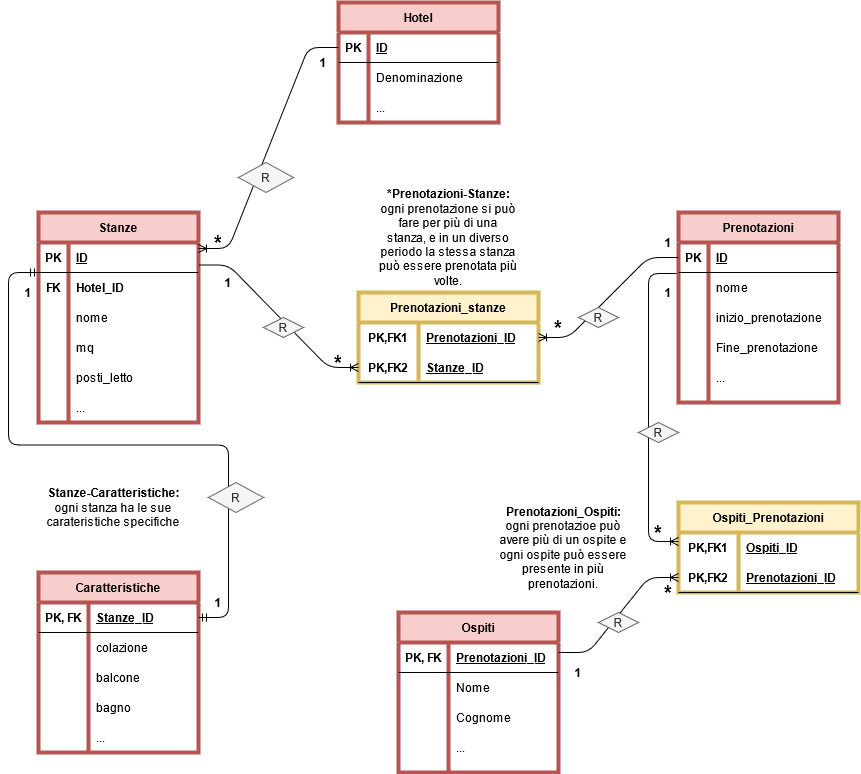 Hotel
PK ID
Denominazione
...
1
R
*
Stanze
PK ID
FK Hotel_ID
nome
mq
posti_letto
...
1
1
*Prenotazioni-Stanze:
ogni prenotazione si può
fare per più di una
stanza, e in un diverso
periodo la stessa stanza
può essere prenotata più
volte.
Prenotazioni_stanze
PK,FK1 Prenotazioni_ID
PK,FK2 Stanze_ID
R
*
R
*
Prenotazioni
PK ID
nome
inizio_prenotazione
Fine_prenotazione
...
1
1
R
*
Stanze-Caratteristiche:
ogni stanza ha le sue
carateristiche specifiche
R
Prenotazioni_Ospiti:
ogni prenotazioe può
avere più di un ospite e
ogni ospite può essere
presente in più
prenotazioni.
Ospiti_Prenotazioni
PK,FK1 Ospiti_ID
PK,FK2 Prenotazioni_ID
*
R
Caratteristiche
PK, FK Stanze_ID
colazione
balcone
bagno
...
1
Ospiti
PK, FK Prenotazioni_ID
Nome
Cognome
...
1